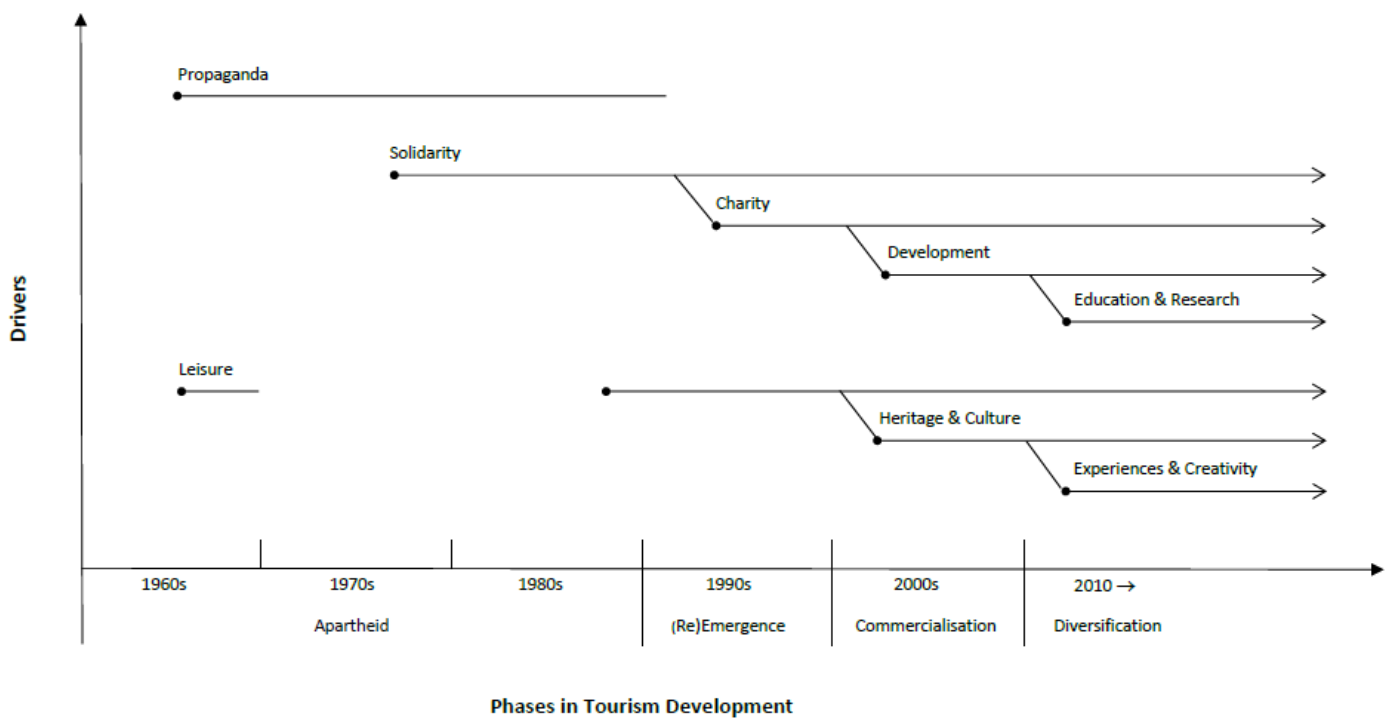 Propaganda
Solidarity
Charity
Development
Education & Research
Leisure
Heritage & Culture
Experiences & Creativity
Drivers
1960s 1970s 1980s 1990s 2000s 2010 →
Apartheid (Re)Emergence Commercialisation Diversification
Phases in Tourism Development